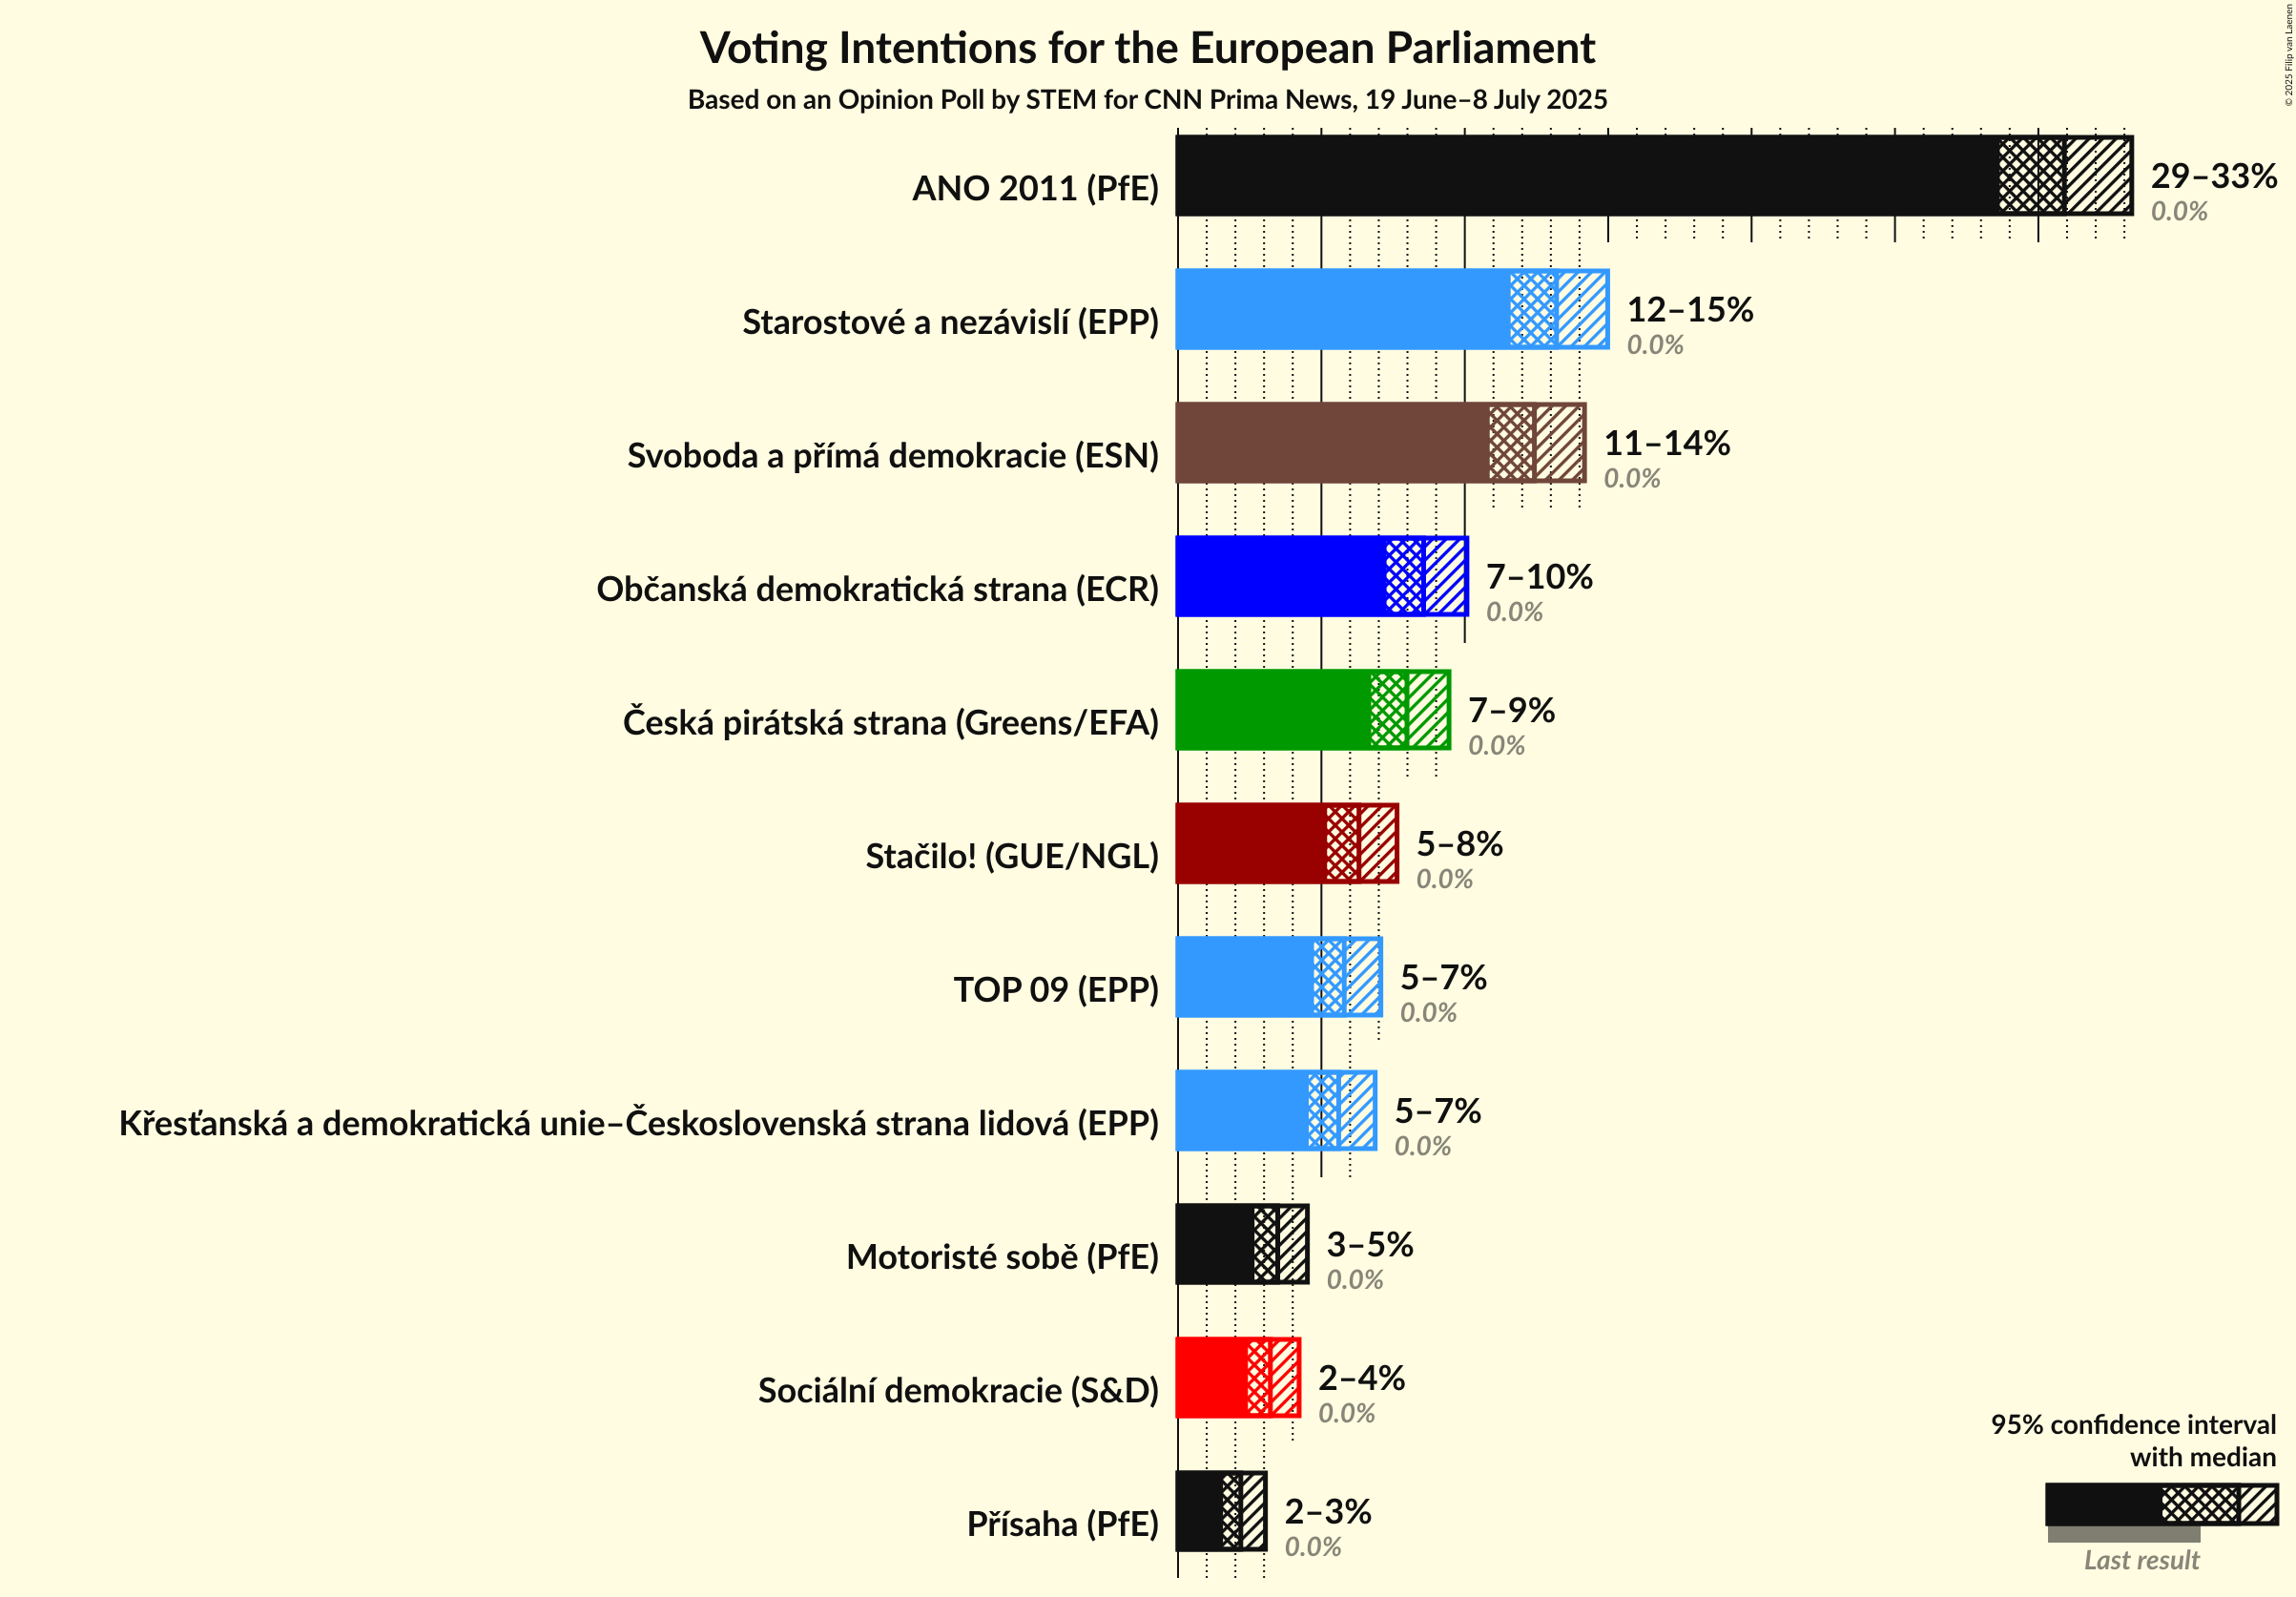 Voting Intentions for the European Parliament
Based on an Opinion Poll by STEM for CNN Prima News, 19 June–8 July 2025
© 2025 Filip van Laenen
ANO 2011 (PfE)
29–33%
0.0%
Starostové a nezávislí (EPP)
12–15%
0.0%
Svoboda a přímá demokracie (ESN)
11–14%
0.0%
Občanská demokratická strana (ECR)
7–10%
0.0%
Česká pirátská strana (Greens/EFA)
7–9%
0.0%
Stačilo! (GUE/NGL)
5–8%
0.0%
TOP 09 (EPP)
5–7%
0.0%
Křesťanská a demokratická unie–Československá strana lidová (EPP)
5–7%
0.0%
Motoristé sobě (PfE)
3–5%
0.0%
Sociální demokracie (S&D)
2–4%
0.0%
Přísaha (PfE)
2–3%
0.0%
95% confidence interval
with median
Last result